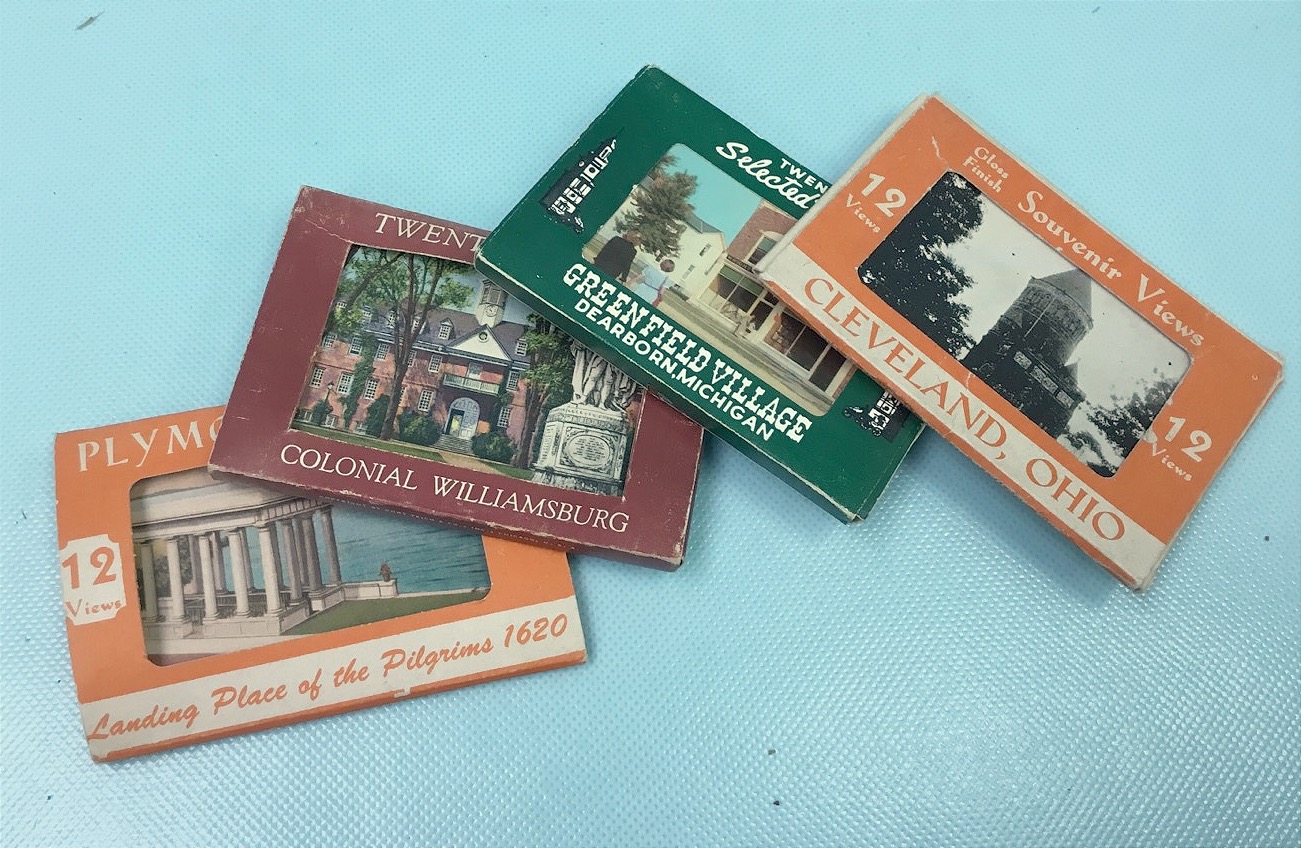 PLYMO
12
Views
Landing Place of the Pilgrims 1620
TWENT
COLONIAL WILLIAMSBURG
TWEN
Selected
GREENFIELD VILLAGE
DEARBORN, MICHIGAN
Gloss
Finish
Souvenir Views
12
Views
12
Views
CLEVELAND, OHIO